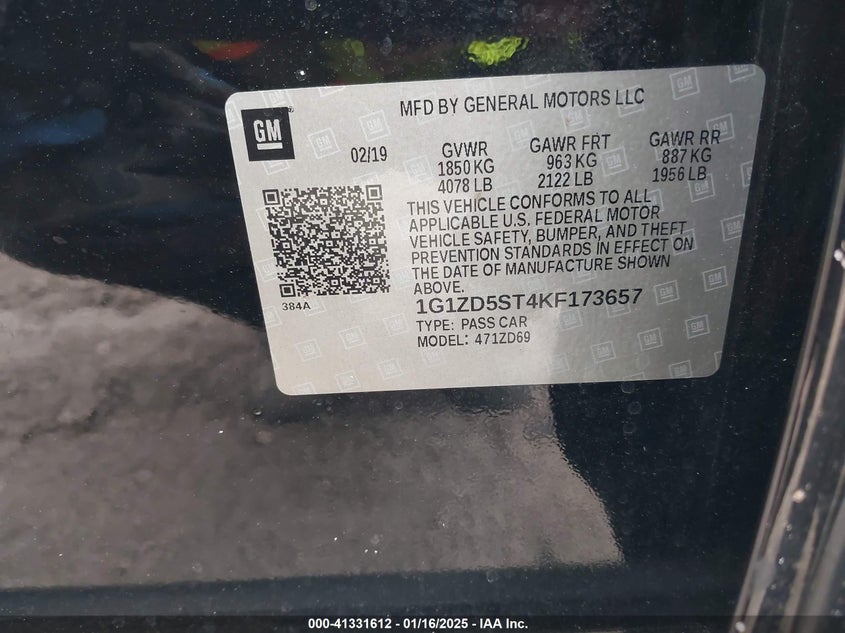 MFD BY GENERAL MOTORS LLC
GM
02/19
GVWR GAWR FRT GAWR RR
1850 KG 963 KG 887 KG
4078 LB 2122 LB 1956 LB
THIS VEHICLE CONFORMS TO ALL
APPLICABLE U.S. FEDERAL MOTOR
VEHICLE SAFETY, BUMPER, AND THEFT
PREVENTION STANDARDS IN EFFECT ON
THE DATE OF MANUFACTURE SHOWN
ABOVE.
384A
1G1ZD5ST4KF173657
TYPE: PASS CAR
MODEL: 471ZD69
000-41331612 - 01/16/2025 - IAA Inc.